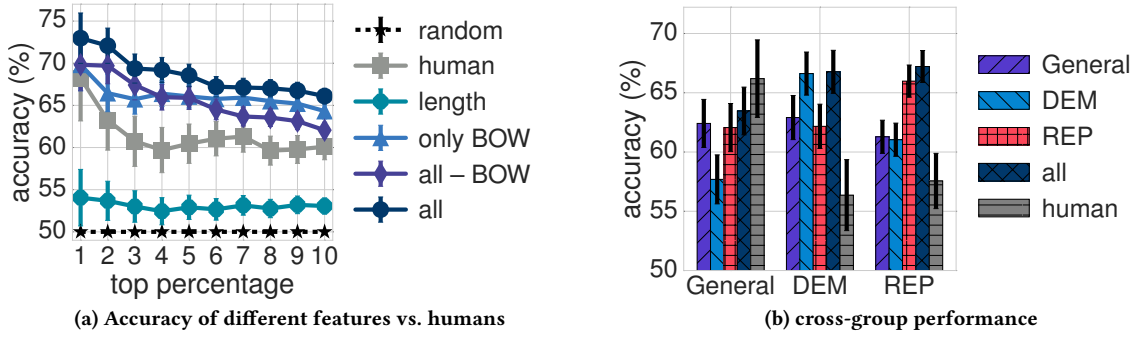 75
70
65
60
55
50
accuracy (%)
1 2 3 4 5 6 7 8 9 10
top percentage
random
human
length
only BOW
all − BOW
all
(a) Accuracy of different features vs. humans
70
65
60
55
50
accuracy (%)
General DEM REP
General
DEM
REP
all
human
(b) cross-group performance